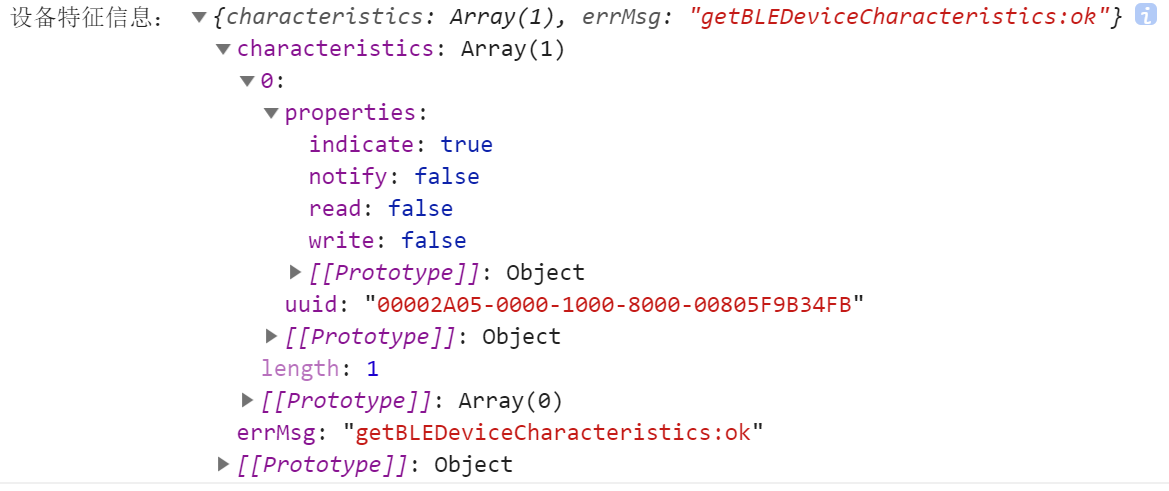 设备特征信息: ▼{characteristics: Array(1), errMsg: "getBLEDeviceCharacteristics:ok"} i
▼characteristics: Array(1)
▼0:
▼properties:
indicate: true
notify: false
read: false
write: false
▶[[Prototype]]: Object
uuid: "00002A05-0000-1000-8000-00805F9B34FB"
▶[[Prototype]]: Object
length: 1
▶[[Prototype]]: Array(0)
errMsg: "getBLEDeviceCharacteristics:ok"
▶[[Prototype]]: Object